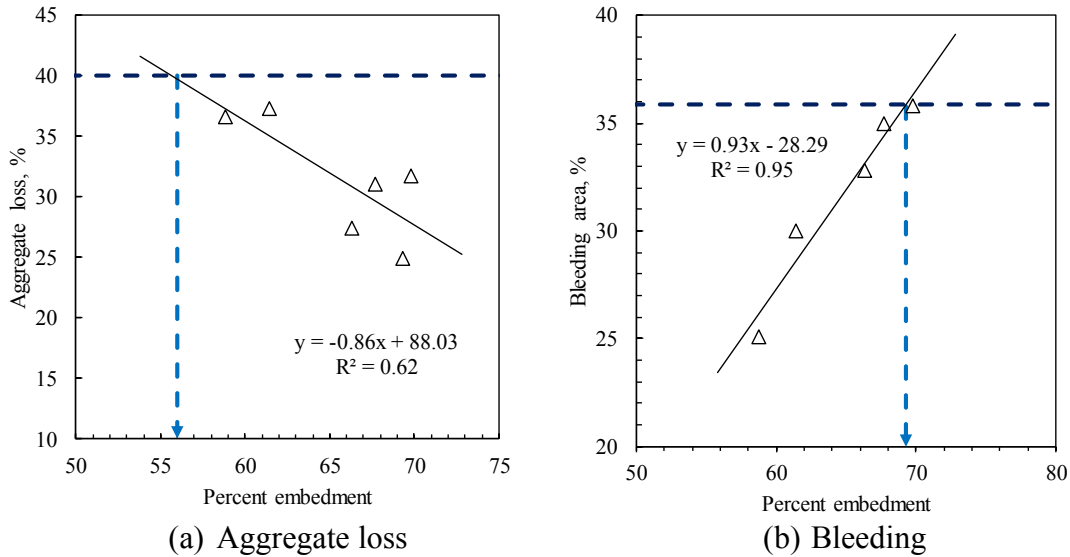 45
40
35
30
25
20
15
10
Aggregate loss, %
y = -0.86x + 88.03
R² = 0.62
50 55 60 65 70 75
Percent embedment
(a) Aggregate loss
40
35
30
25
20
Bleeding area, %
y = 0.93x - 28.29
R² = 0.95
50 60 70 80
Percent embedment
(b) Bleeding